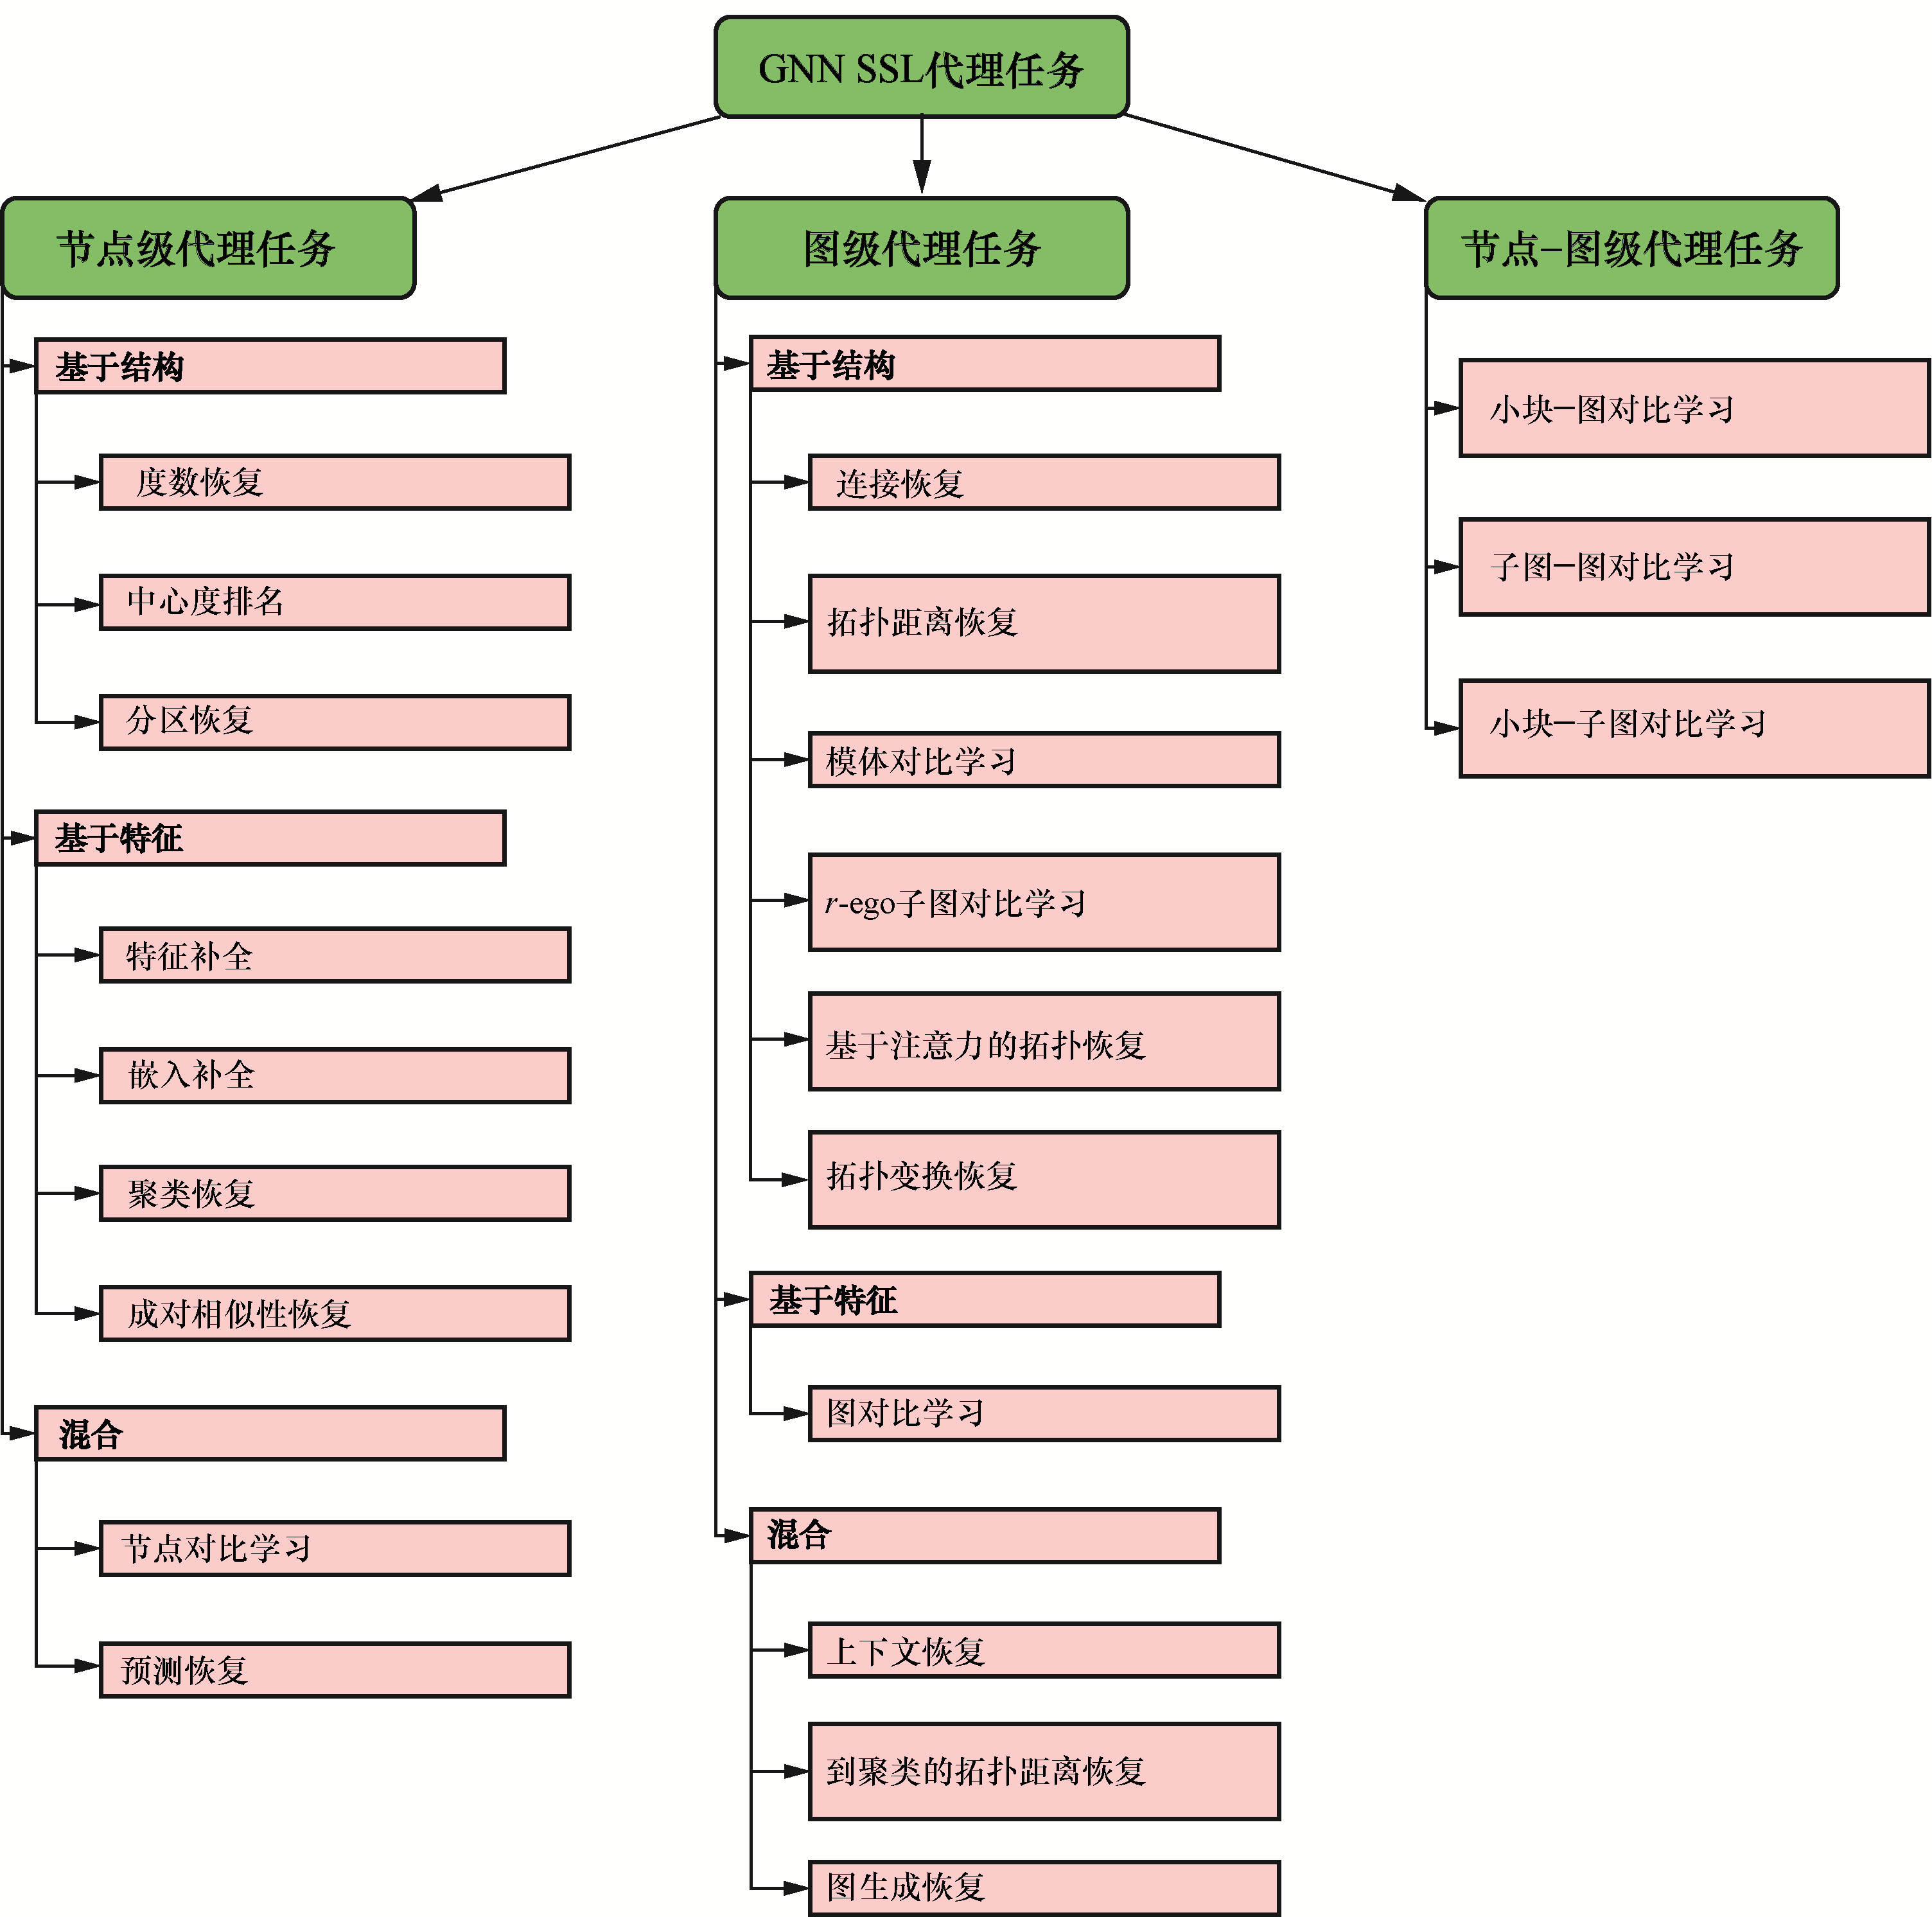 GNN SSL代理任务
节点级代理任务
基于结构
度数恢复
中心度排名
分区恢复
基于特征
特征补全
嵌入补全
聚类恢复
成对相似性恢复
混合
节点对比学习
预测恢复
图级代理任务
基于结构
连接恢复
拓扑距离恢复
模体对比学习
r-ego子图对比学习
基于注意力的拓扑恢复
拓扑变换恢复
基于特征
图对比学习
混合
上下文恢复
到聚类的拓扑距离恢复
图生成恢复
节点–图级代理任务
小块–图对比学习
子图–图对比学习
小块–子图对比学习